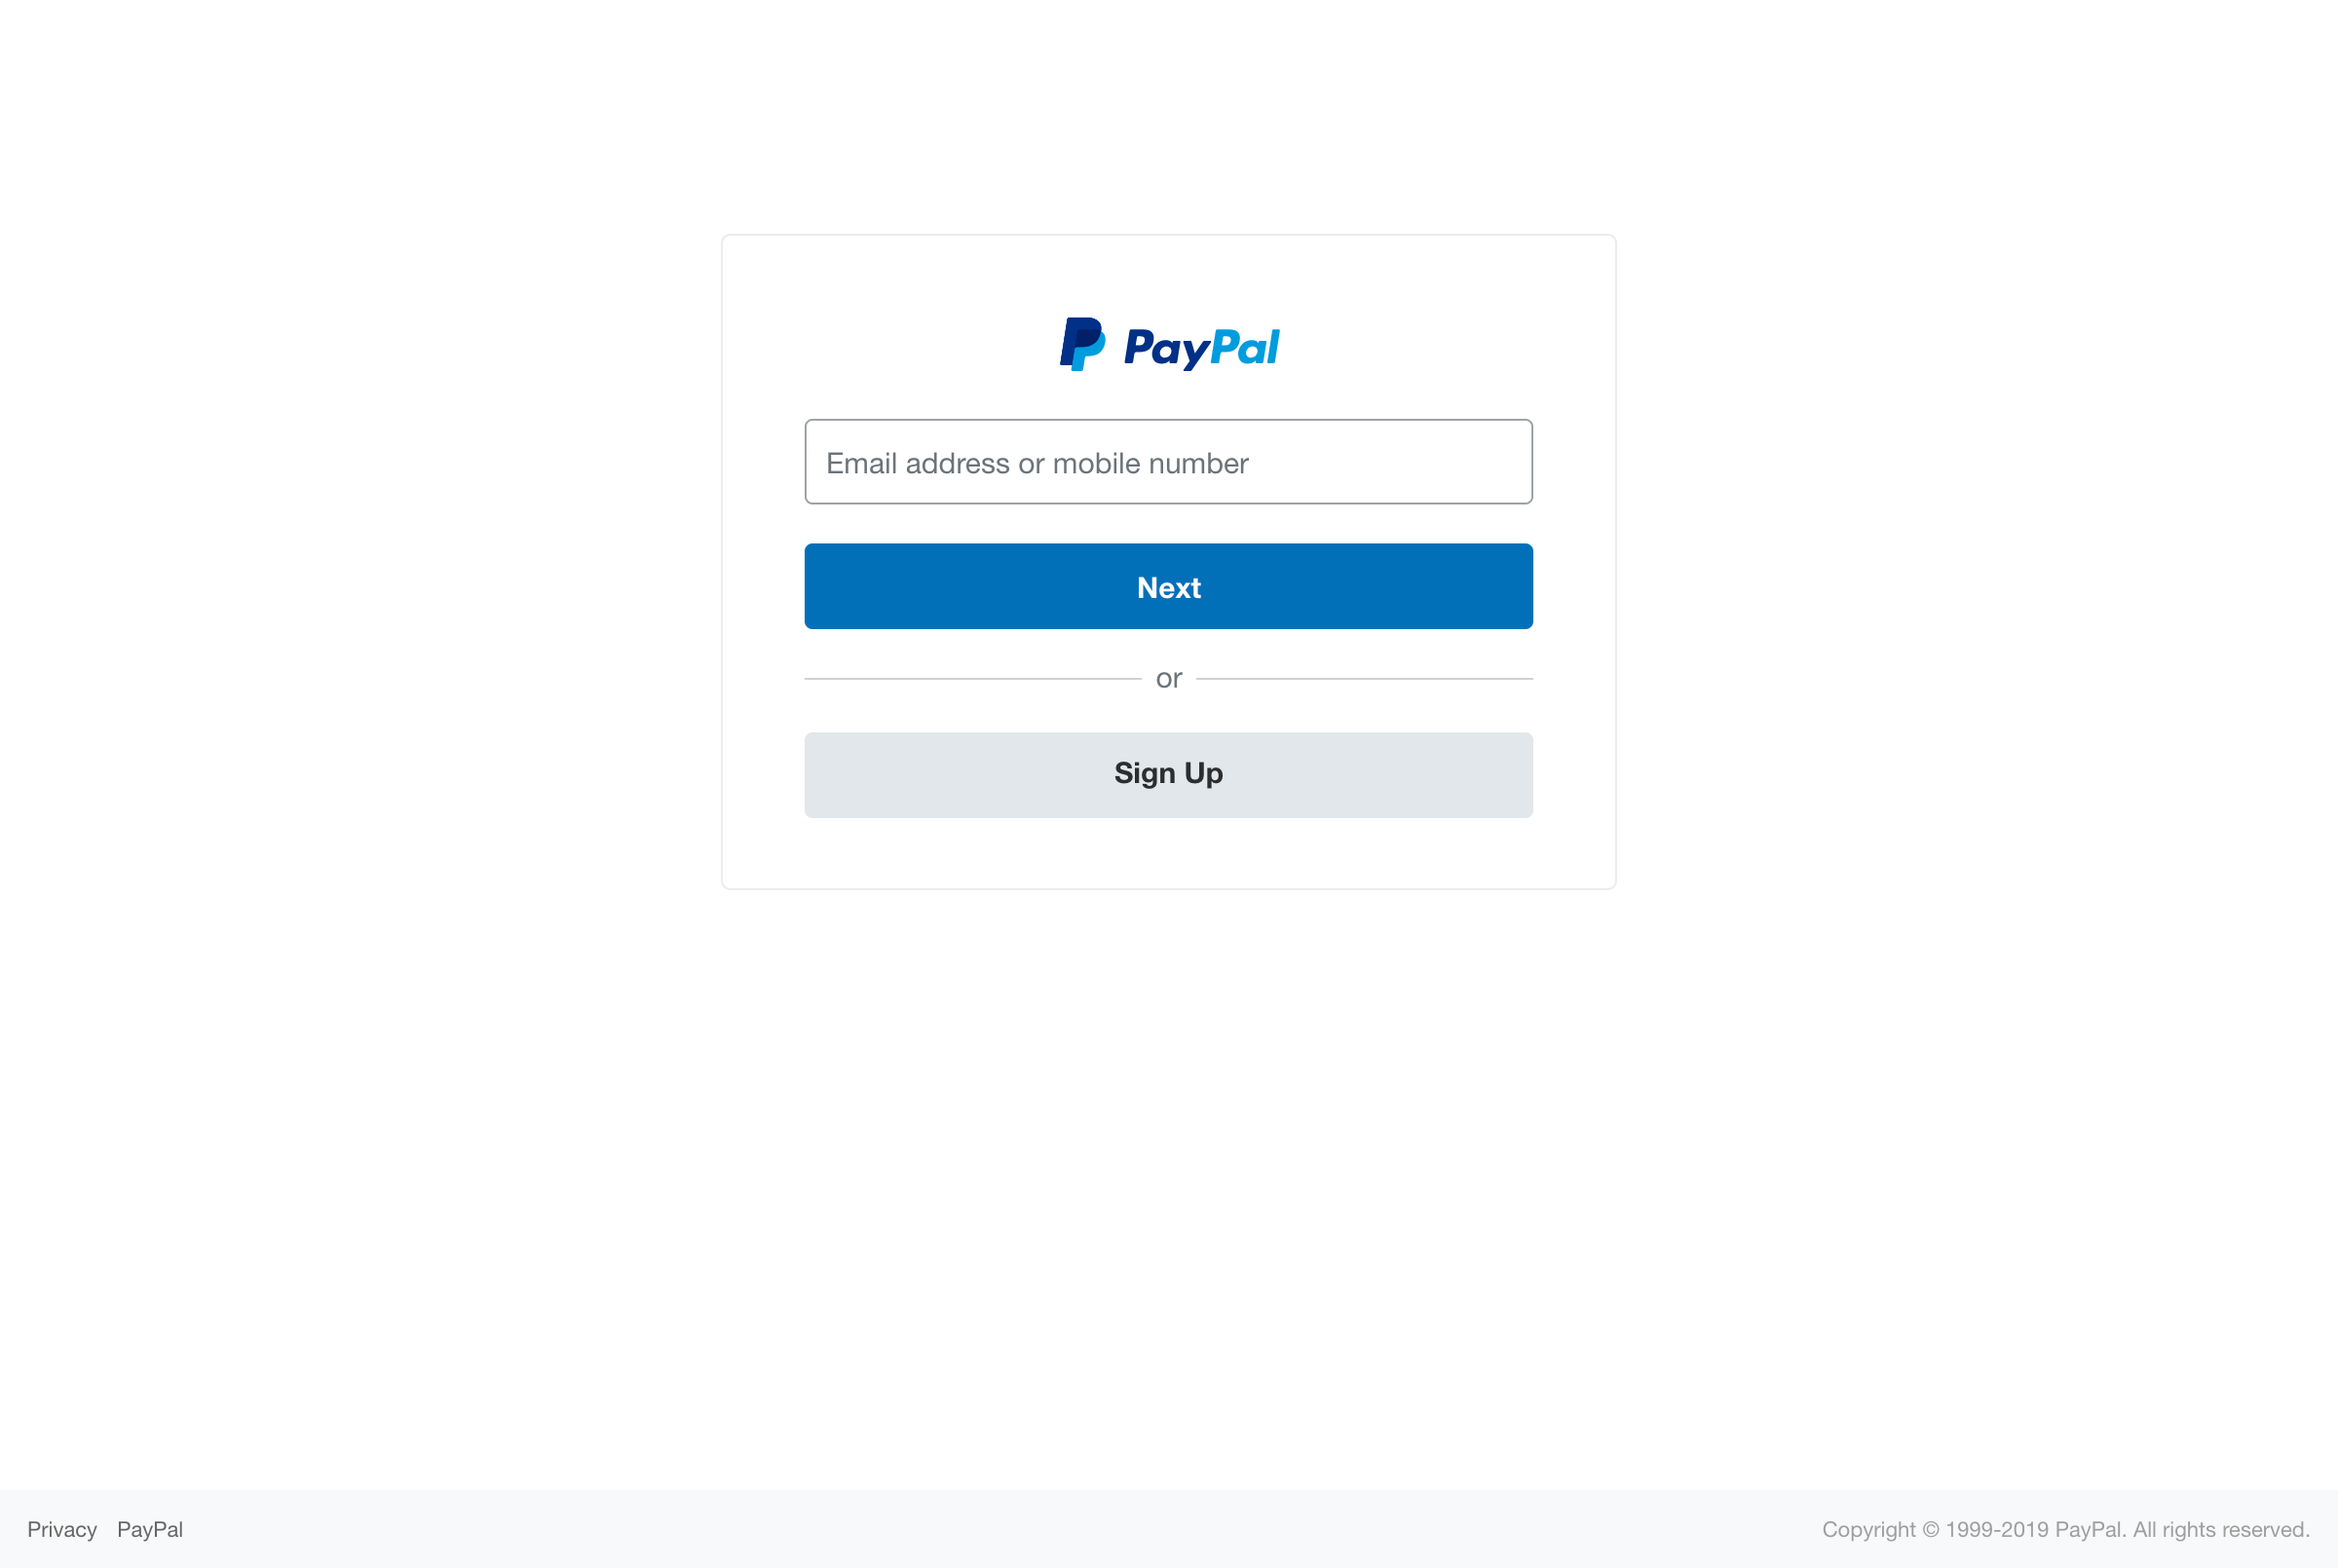 PayPal
Email address or mobile number
Next
or
Sign Up
Privacy PayPal
Copyright © 1999-2019 PayPal. All rights reserved.